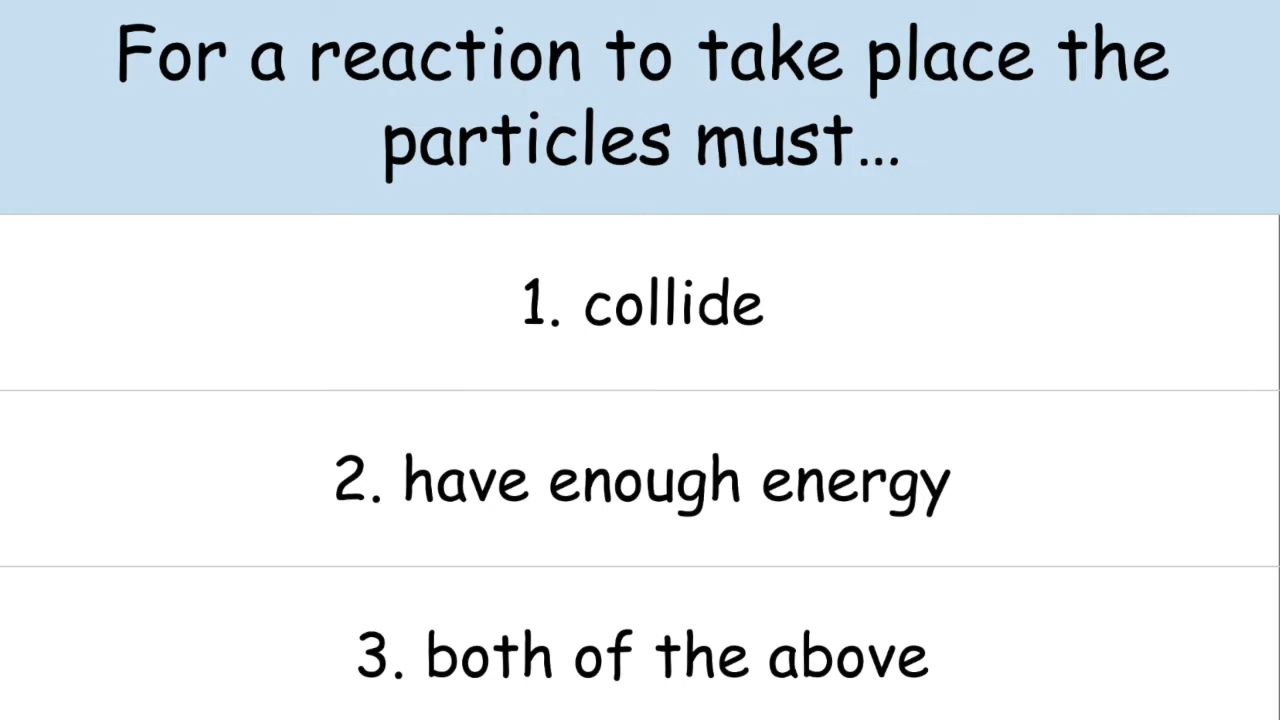 For a reaction to take place the
particles must...
1. collide
2. have enough energy
3. both of the above